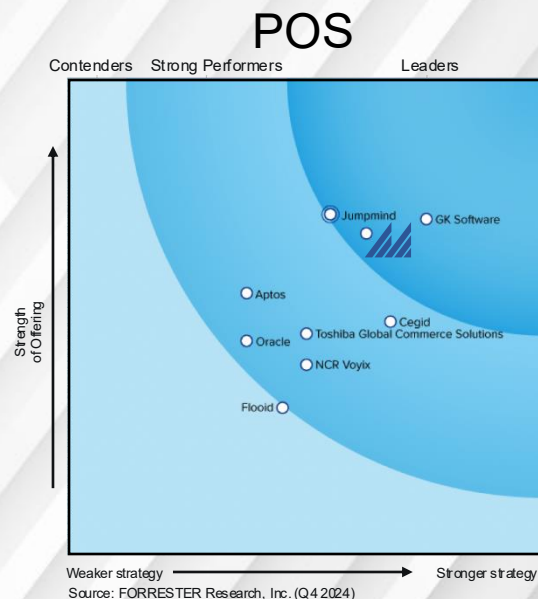 POS
Contenders Strong Performers Leaders
Jumpmind
GK Software
Aptos
Cegid
Toshiba Global Commerce Solutions
Oracle
NCR Voyix
Flooid
Strength
of Offering
Weaker strategy Stronger strategy
Source: FORRESTER Research, Inc. (Q4 2024)